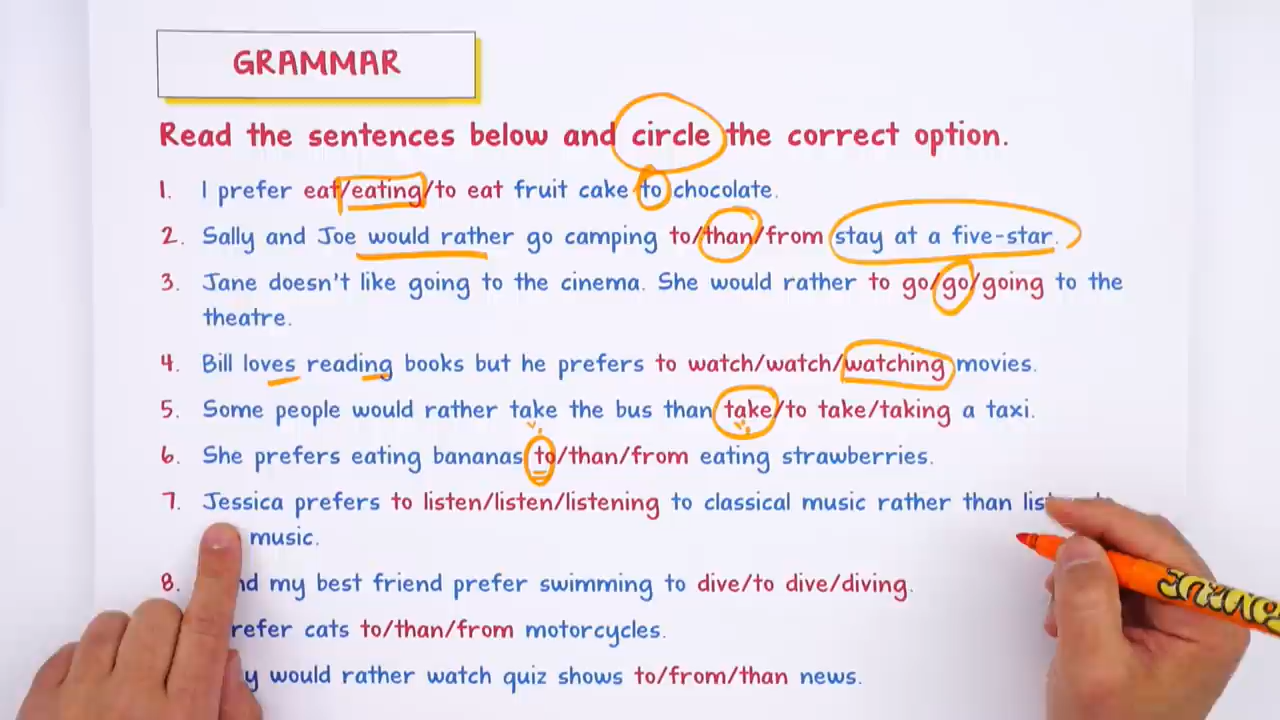 GRAMMAR
Read the sentences below and circle the correct option.
1. I prefer eat/eating/to eat fruit cake to chocolate.
2. Sally and Joe would rather go camping to/than/from stay at a five-star.
3. Jane doesn't like going to the cinema. She would rather to go/go/going to the
theatre.
4. Bill loves reading books but he prefers to watch/watch/watching movies.
5. Some people would rather take the bus than take/to take/taking a taxi.
6. She prefers eating bananas to/than/from eating strawberries.
7. Jessica prefers to listen/listen/listening to classical music rather than
music.
8. my best friend prefer swimming to dive/to dive/diving.
cats to/than/from motorcycles.
would rather watch quiz shows to/from/than news.